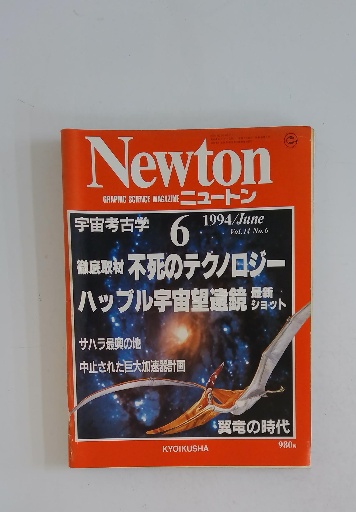 Newton
GRAPHIC SCIENCE MAGAZINE ニュートン
宇宙考古学
6
1994/June
Vol.14 No.6
徹底取材 不死のテクノロジー
ハッブル宇宙望遠鏡 最新ショット
サハラ最奥の地
中止された巨大加速器計画
翼竜の時代
KYOIKUSHA
980円